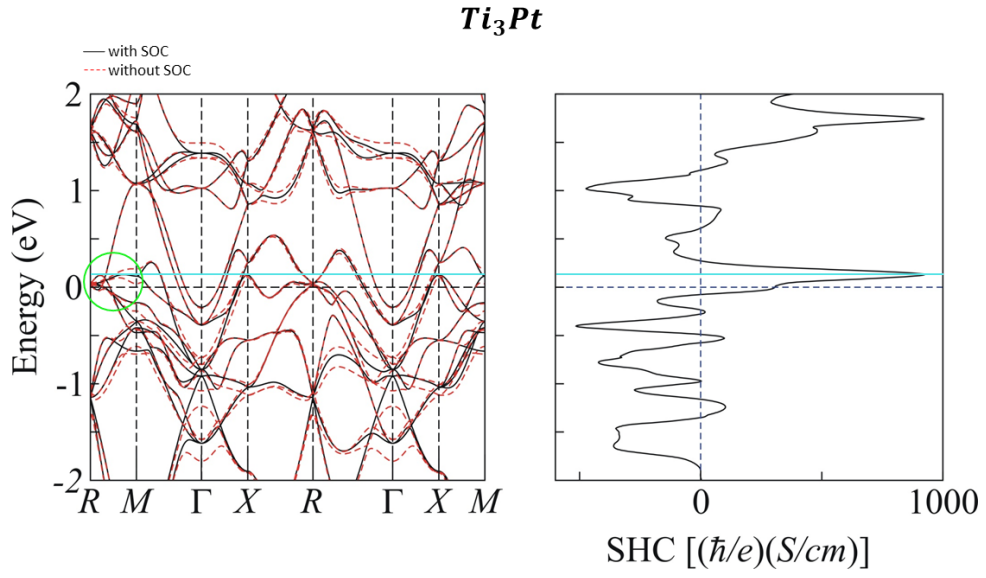 Ti₃Pt
with SOC
without SOC
Energy (eV)
2
1
0
-1
-2
R M Γ X R Γ X M
0 1000
SHC [(ℏ/e)(S/cm)]